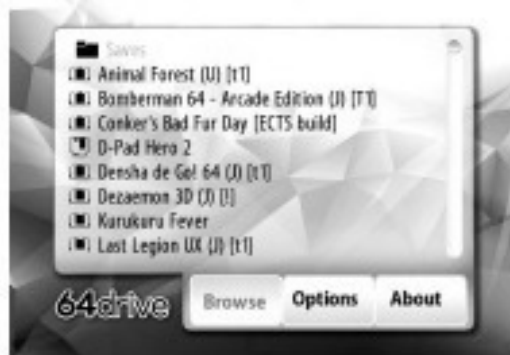 Saves
Animal Forest (U) [t1]
Bomberman 64 - Arcade Edition (J) [T1]
Conker's Bad Fur Day [ECTS build]
D-Pad Hero 2
Densha de Go! 64 (J) [t1]
Dezaemon 3D (J) [!]
Kurukuru Fever
Last Legion UX (J) [t1]
64drive
Browse Options About